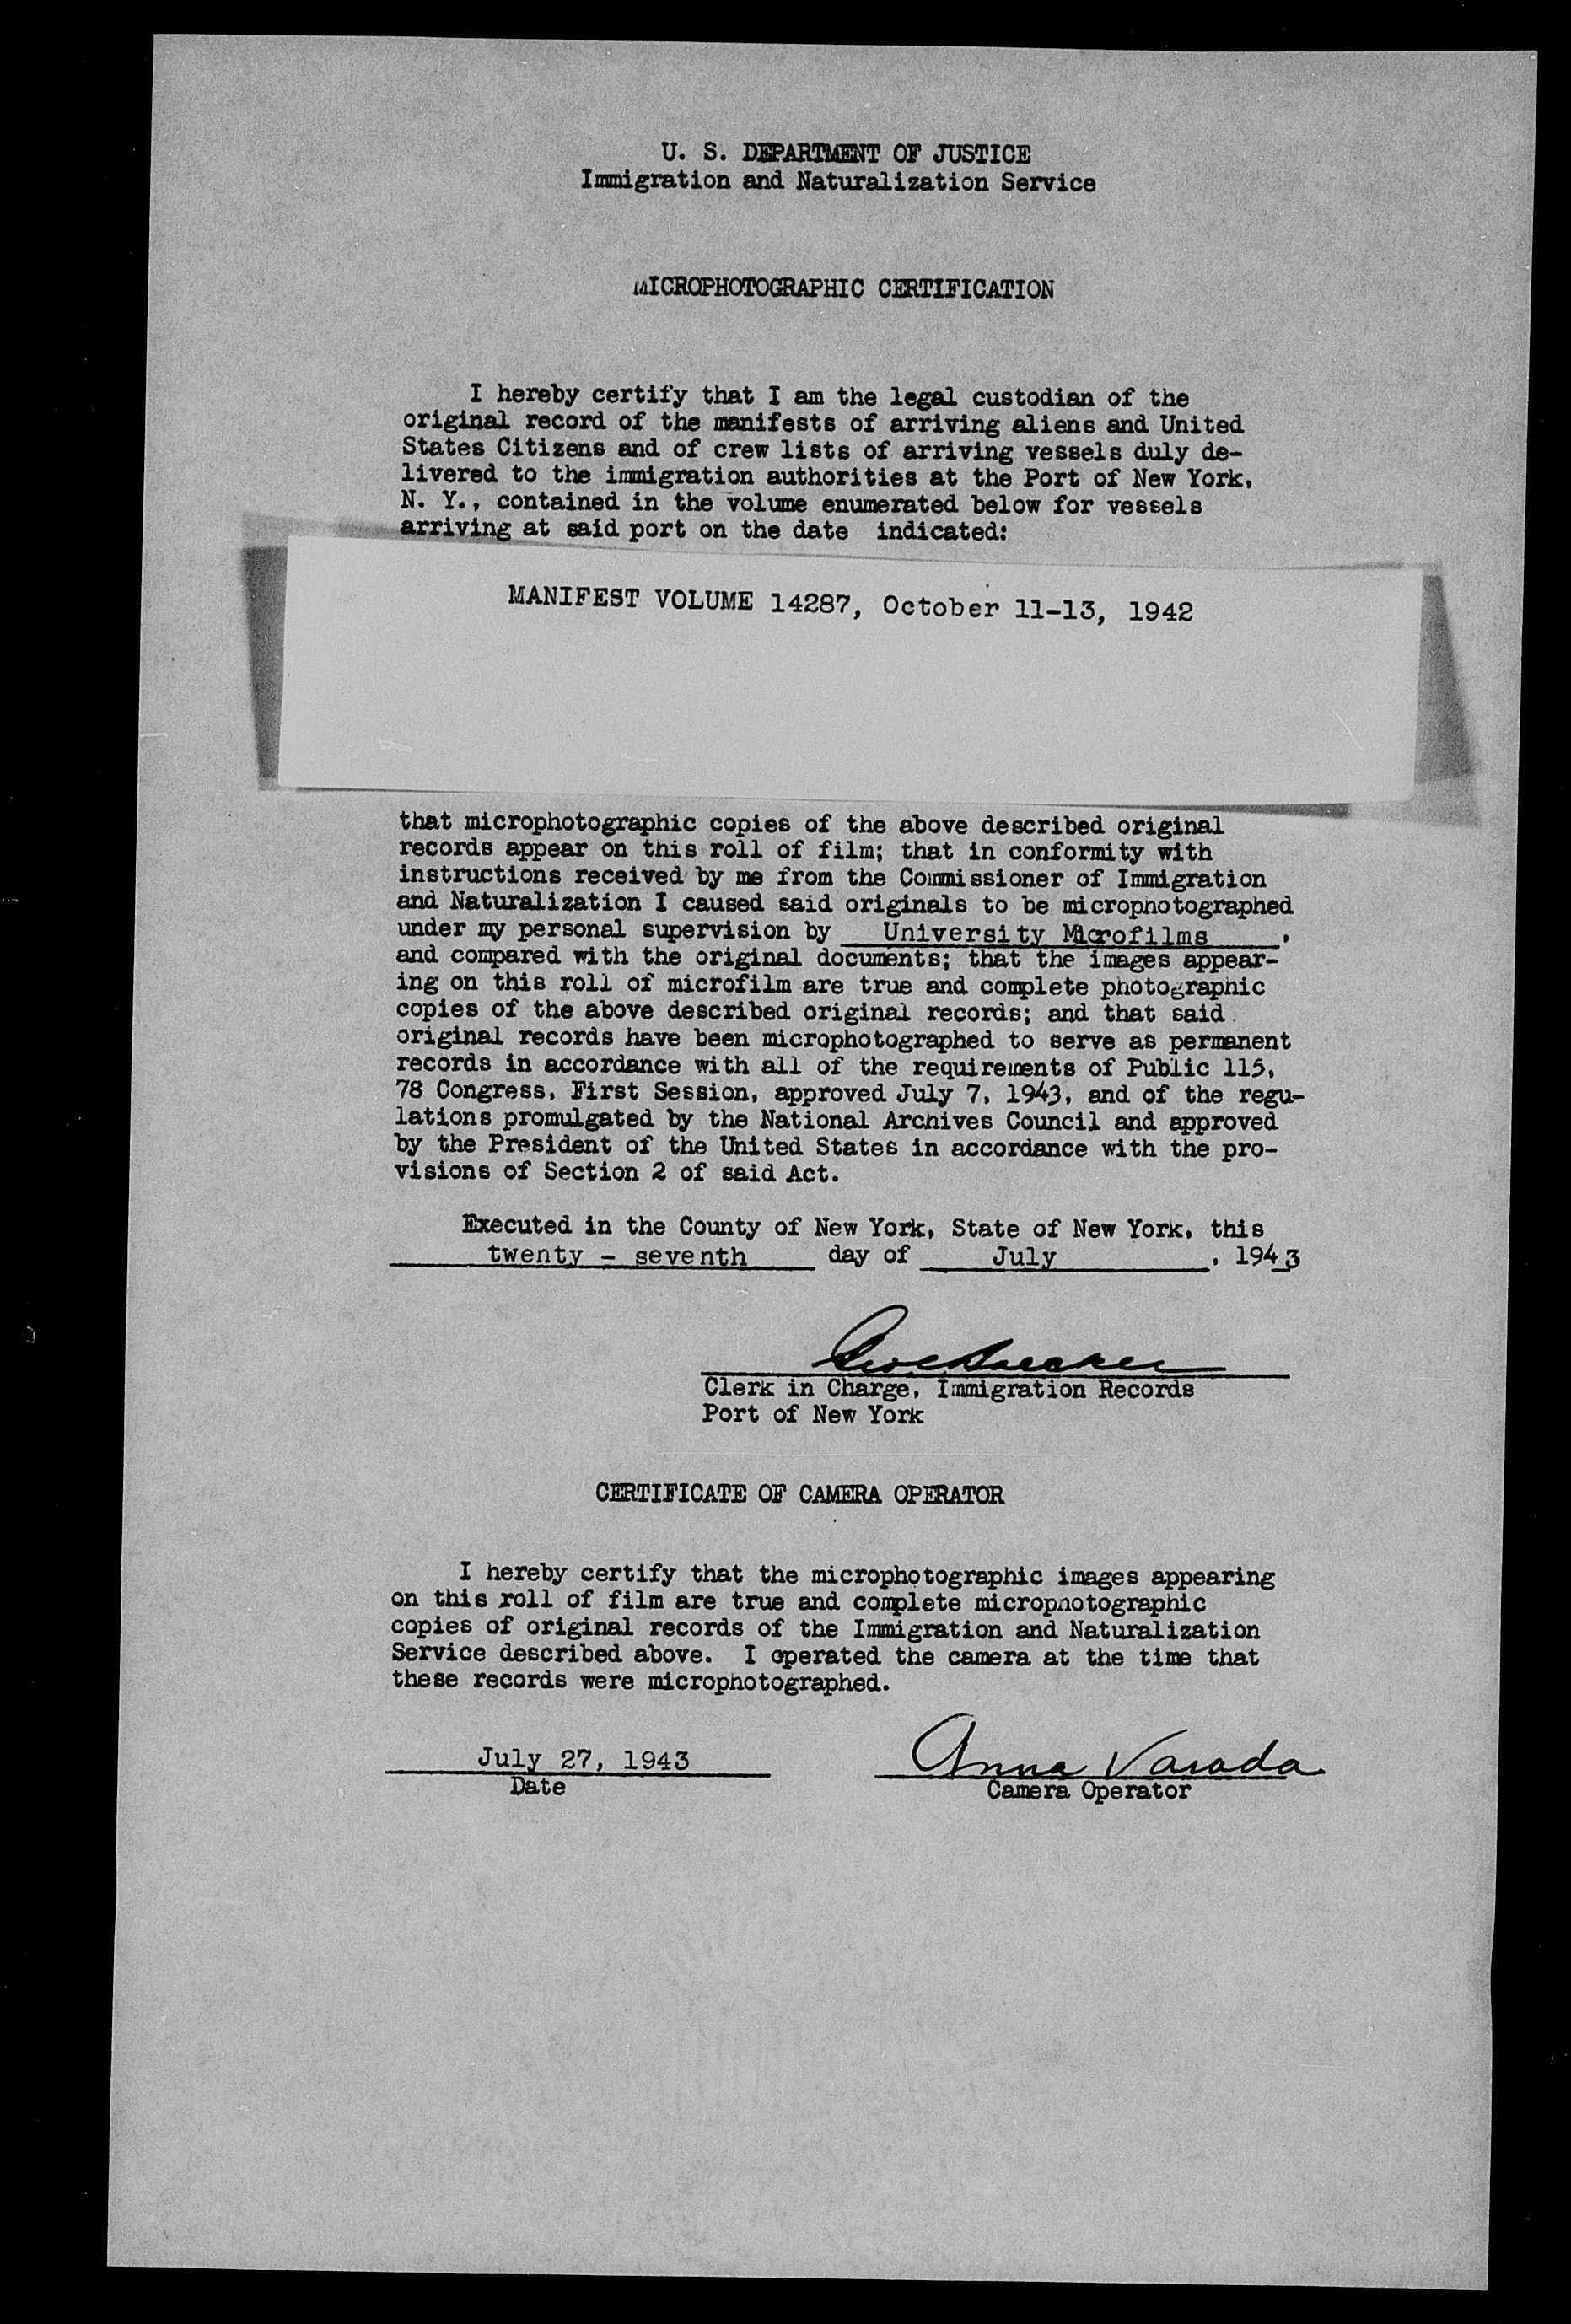 U. S. DEPARTMENT OF JUSTICE
Immigration and Naturalization Service
MICROPHOTOGRAPHIC CERTIFICATION
I hereby certify that I am the legal custodian of the
original record of the manifests of arriving aliens and United
States Citizens and of crew lists of arriving vessels duly de-
livered to the immigration authorities at the Port of New York,
N. Y., contained in the volume enumerated below for vessels
arriving at said port on the date indicated:
MANIFEST VOLUME 14287, October 11-13, 1942
that microphotographic copies of the above described original
records appear on this roll of film; that in conformity with
instructions received by me from the Commissioner of Immigration
and Naturalization I caused said originals to be microphotographed
under my personal supervision by University Microfilms,
and compared with the original documents; that the images appear-
ing on this roll of microfilm are true and complete photographic
copies of the above described original records; and that said
original records have been microphotographed to serve as permanent
records in accordance with all of the requirements of Public 115,
78 Congress, First Session, approved July 7, 1943, and of the regu-
lations promulgated by the National Archives Council and approved
by the President of the United States in accordance with the pro-
visions of Section 2 of said Act.
Executed in the County of New York, State of New York, this
twenty - seventh day of July, 1943
Clerk in Charge, Immigration Records
Port of New York
CERTIFICATE OF CAMERA OPERATOR
I hereby certify that the microphotographic images appearing
on this roll of film are true and complete microphotographic
copies of original records of the Immigration and Naturalization
Service described above. I operated the camera at the time that
these records were microphotographed.
July 27, 1943 Anna Varada
Date Camera Operator